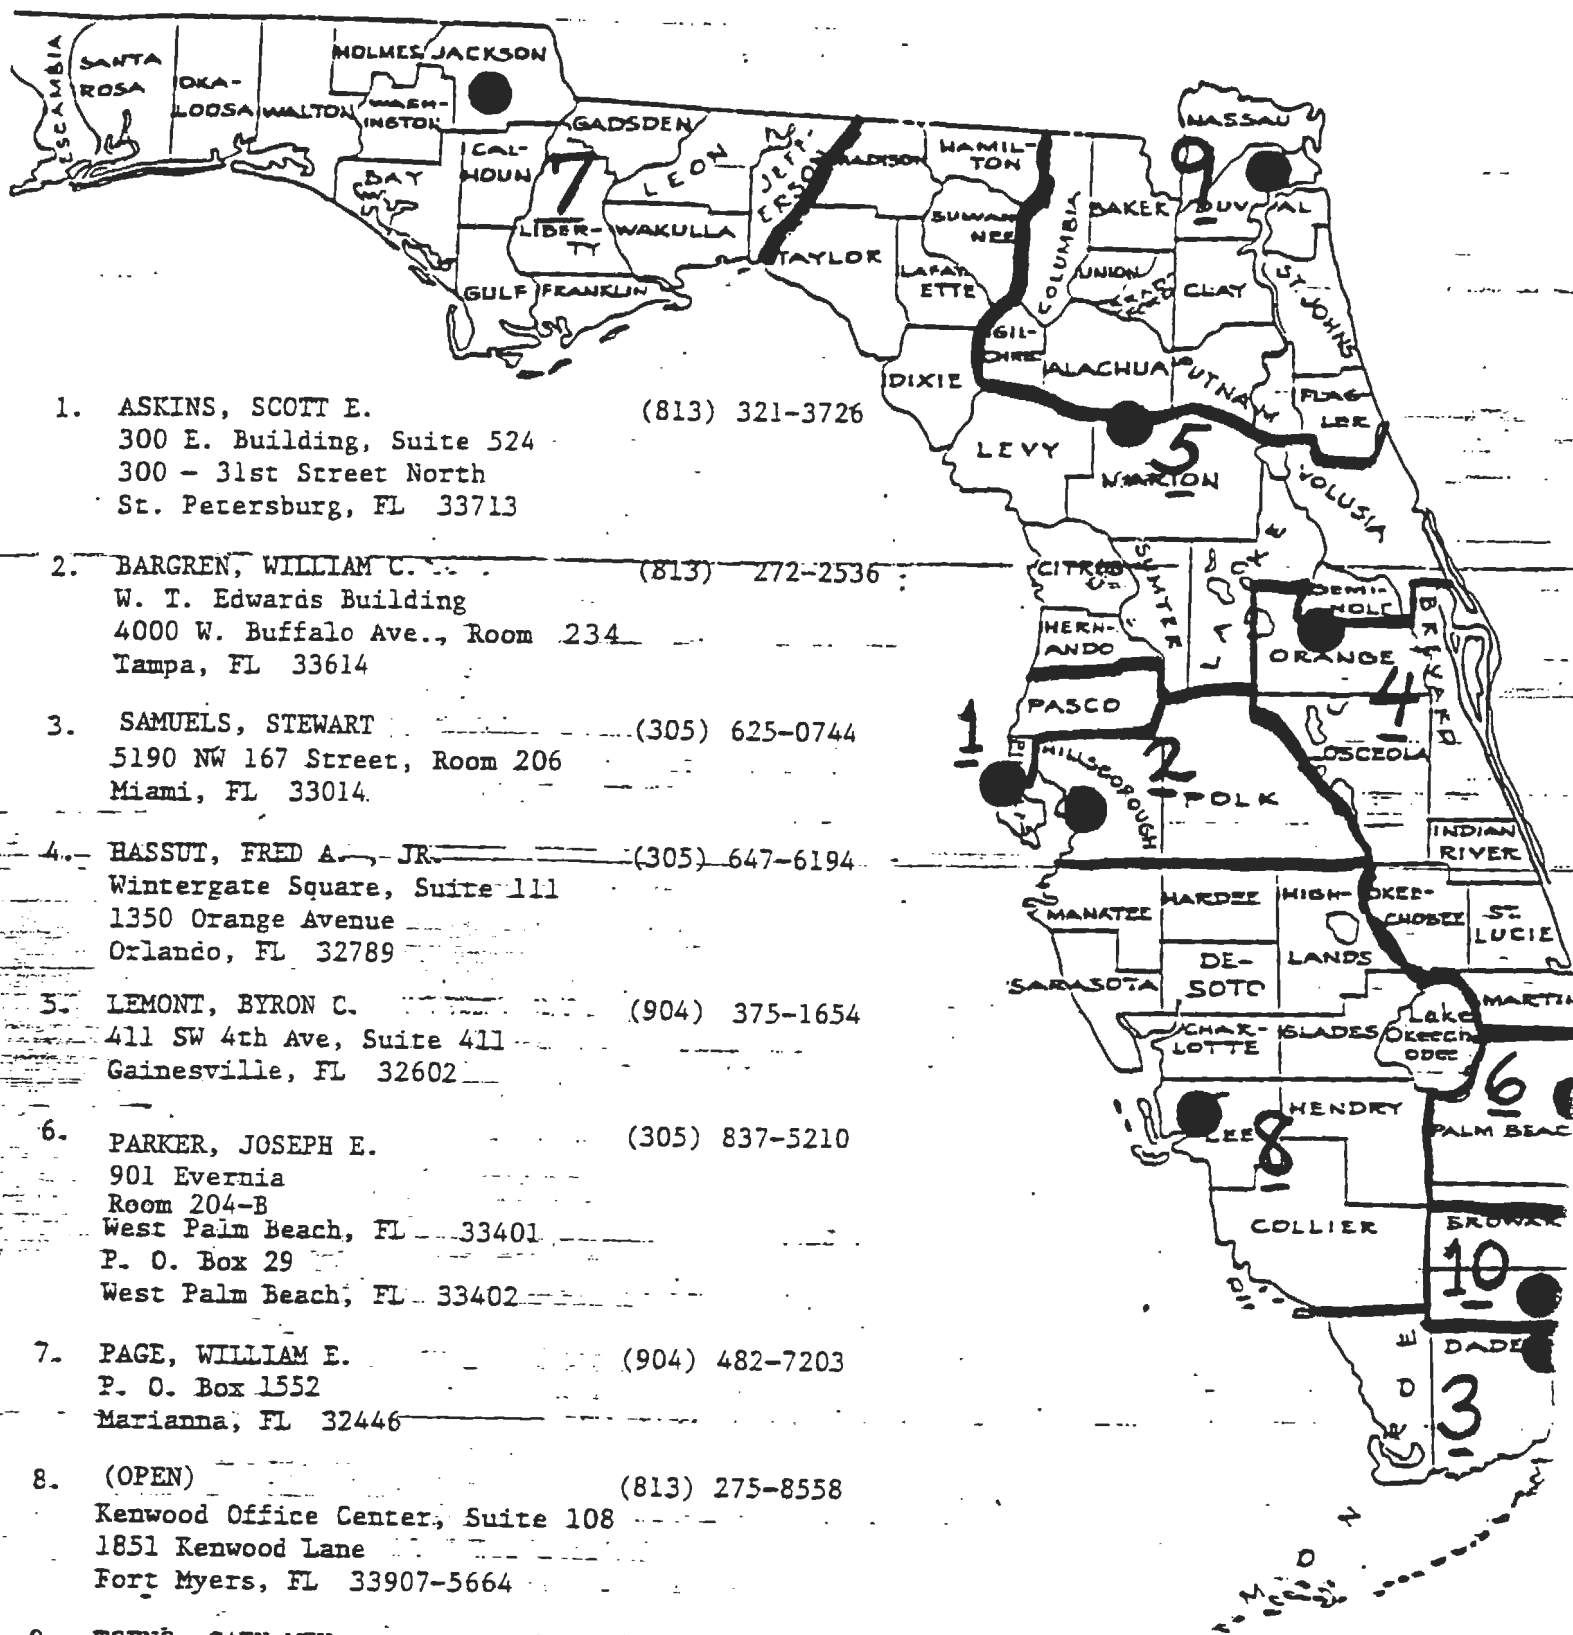 ESCAMBIA
SANTA
ROSA
OKA-
LOOSA
WALTON
HOLMES
JACKSON
WASH-
INGTON
BAY
CAL-
HOUN
GADSDEN
7
LIBER-
TY
GULF
FRANKLIN
LEON
WAKULLA
JEFF-
ERSON
MADISON
TAYLOR
HAMIL-
TON
SUWAN
NEE
LAFAY
ETTE
DIXIE
COLUMBIA
BAKER
NASSAU
9
DUVAL
UNION
CLAY
ST. JOHNS
GIL-
CHRI
ALACHUA
PUTNAM
FLAG-
LER
LEVY
5
MARION
VOLUSIA
CITRUS
SUMTER
LAKE
HERN-
ANDO
SEMI-
NOLE
ORANGE
BREVARD
4
OSCEOLA
PASCO
1
HILLSBOROUGH
2
POLK
INDIAN
RIVER
MANATEE
HARDEE
HIGH-
LANDS
OKEE-
CHOBEE
ST.
LUCIE
SARASOTA
DE-
SOTO
MARTIN
CHAR-
LOTTE
GLADES
Lake
Okeech
obee
6
PALM BEAC
LEE
8
HENDRY
COLLIER
BROWAR
10
DADE
3
MONROE
1. ASKINS, SCOTT E. (813) 321-3726
300 E. Building, Suite 524
300 - 31st Street North
St. Petersburg, FL 33713
2. BARGREN, WILLIAM C. (813) 272-2536
W. T. Edwards Building
4000 W. Buffalo Ave., Room 234
Tampa, FL 33614
3. SAMUELS, STEWART (305) 625-0744
5190 NW 167 Street, Room 206
Miami, FL 33014
4. HASSUT, FRED A., JR. (305) 647-6194
Wintergate Square, Suite 111
1350 Orange Avenue
Orlando, FL 32789
5. LEMONT, BYRON C. (904) 375-1654
411 SW 4th Ave, Suite 411
Gainesville, FL 32602
6. PARKER, JOSEPH E. (305) 837-5210
901 Evernia
Room 204-B
West Palm Beach, FL 33401
P. O. Box 29
West Palm Beach, FL 33402
7. PAGE, WILLIAM E. (904) 482-7203
P. O. Box 1552
Marianna, FL 32446
8. (OPEN) (813) 275-8558
Kenwood Office Center, Suite 108
1851 Kenwood Lane
Fort Myers, FL 33907-5664